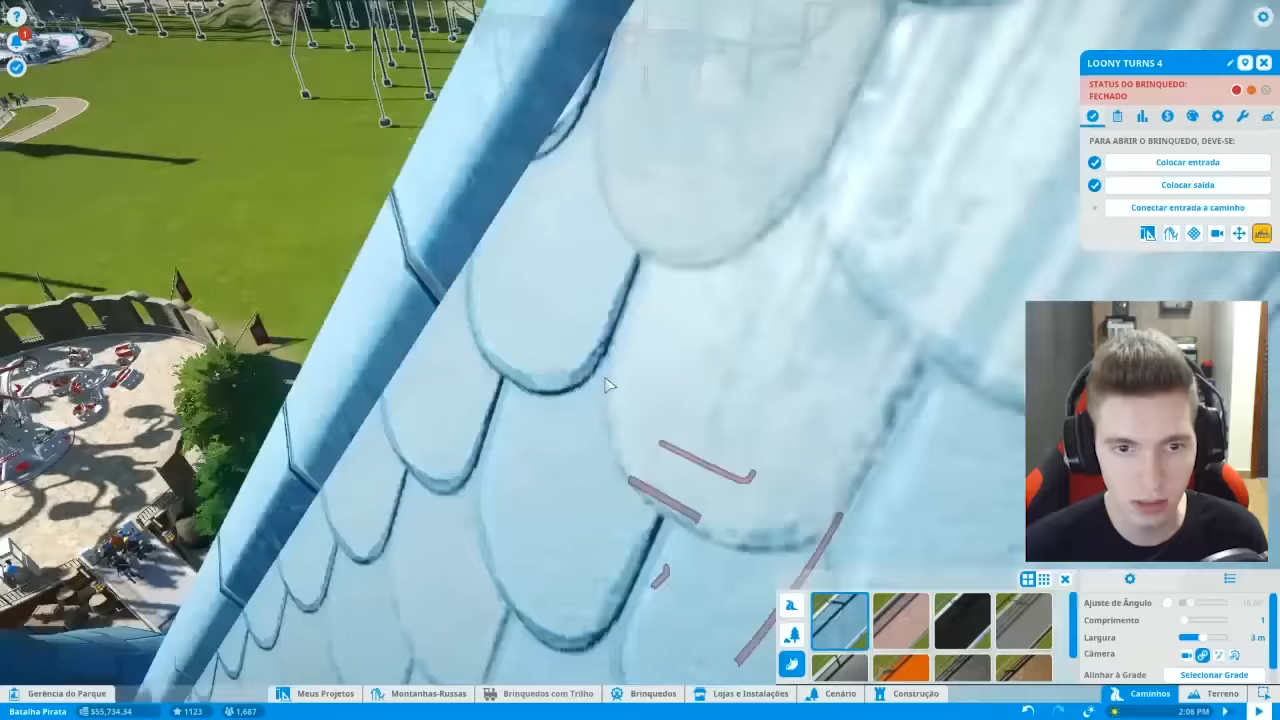 ?
1
LOONY TURNS 4
STATUS DO BRINQUEDO:
FECHADO
PARA ABRIR O BRINQUEDO, DEVE-SE:
Colocar entrada
Colocar saída
Conectar entrada a caminho
Ajuste de Ângulo
Comprimento 1
Largura 3 m
Câmera
Alinhar à Grade Selecionar Grade
Gerência do Parque Meus Projetos Montanhas-Russas Brinquedos com Trilho Brinquedos Lojas e Instalações Cenário Construção Caminhos Terreno
Batalha Pirata $55,734.34 1123 1,687 2:08 PM